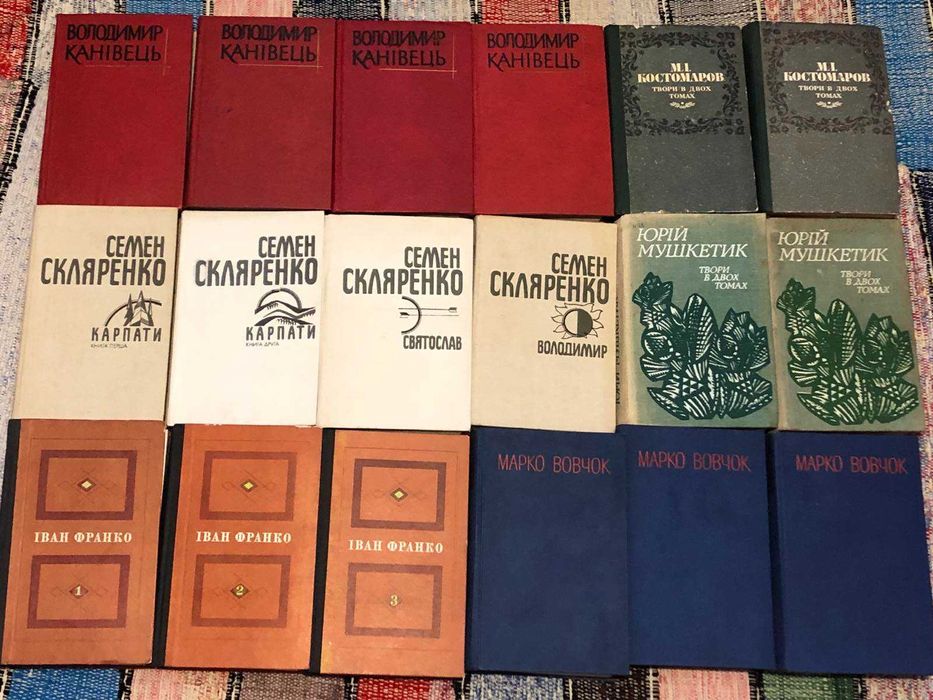 ВОЛОДИМИР
КАНІВЕЦЬ
ВОЛОДИМИР
КАНІВЕЦЬ
ВОЛОДИМИР
КАНІВЕЦЬ
ВОЛОДИМИР
КАНІВЕЦЬ
М.І.
КОСТОМАРОВ
ТВОРИ В ДВОХ
ТОМАХ
М.І.
КОСТОМАРОВ
ТВОРИ В ДВОХ
ТОМАХ
СЕМЕН
СКЛЯРЕНКО
КАРПАТИ
КНИГА ПЕРША
СЕМЕН
СКЛЯРЕНКО
КАРПАТИ
КНИГА ДРУГА
СЕМЕН
СКЛЯРЕНКО
СВЯТОСЛАВ
СЕМЕН
СКЛЯРЕНКО
ВОЛОДИМИР
ЮРІЙ
МУШКЕТИК
ТВОРИ
В ДВОХ
ТОМАХ
ЮРІЙ МУШКЕТИК
ЮРІЙ
МУШКЕТИК
ТВОРИ
В ДВОХ
ТОМАХ
ІВАН ФРАНКО
1
ІВАН ФРАНКО
2
ІВАН ФРАНКО
3
МАРКО ВОВЧОК
МАРКО ВОВЧОК
МАРКО ВОВЧОК